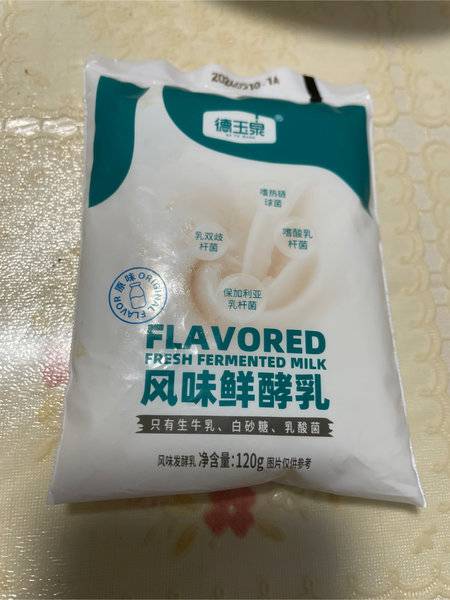 德玉泉
嗜热链
球菌
乳双歧
杆菌
嗜酸乳
杆菌
保加利亚
乳杆菌
原味 ORIGINAL FLAVOR
FLAVORED
FRESH FERMENTED MILK
风味鲜酵乳
只有生牛乳、白砂糖、乳酸菌
风味发酵乳 净含量:120g 图片仅供参考